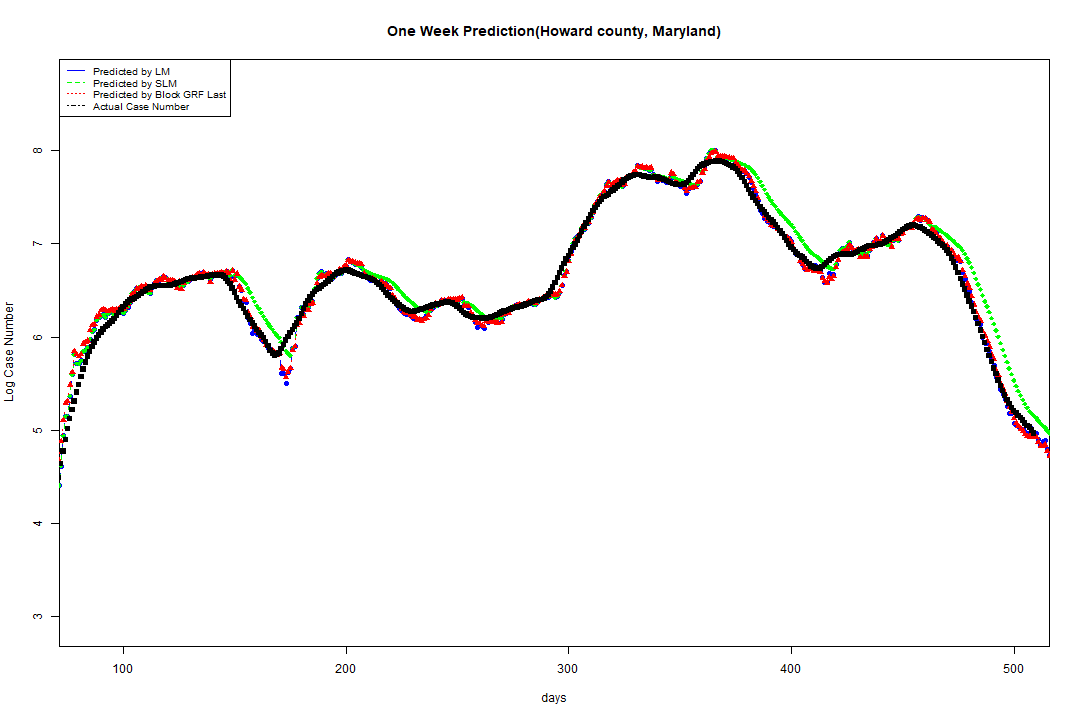 One Week Prediction(Howard county, Maryland)
Predicted by LM
Predicted by SLM
Predicted by Block GRF Last
Actual Case Number
8
7
6
5
4
3
Log Case Number
100 200 300 400 500
days